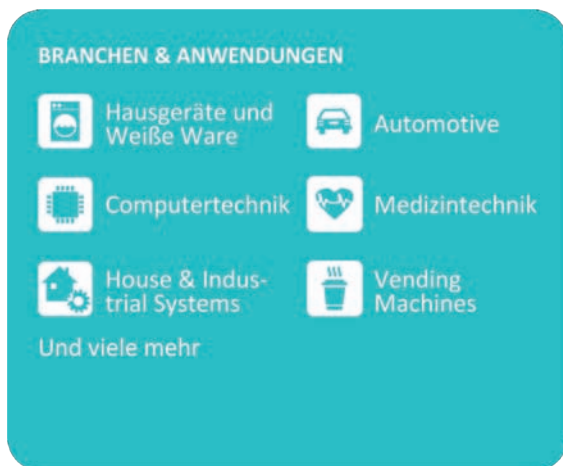 BRANCHEN & ANWENDUNGEN
Hausgeräte und
Weiße Ware
Automotive
Computertechnik
Medizintechnik
House & Indus-
trial Systems
Vending
Machines
Und viele mehr